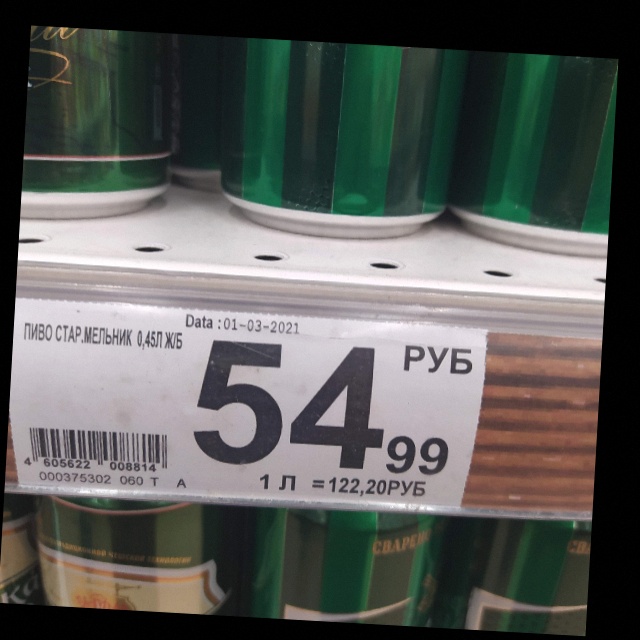 Data :01-03-2021
ПИВО СТАР.МЕЛЬНИК 0,45Л Ж/Б
54 99 РУБ
4 605622 008814
000375302 060 T A
1 Л =122,20РУБ
СВАРЕН